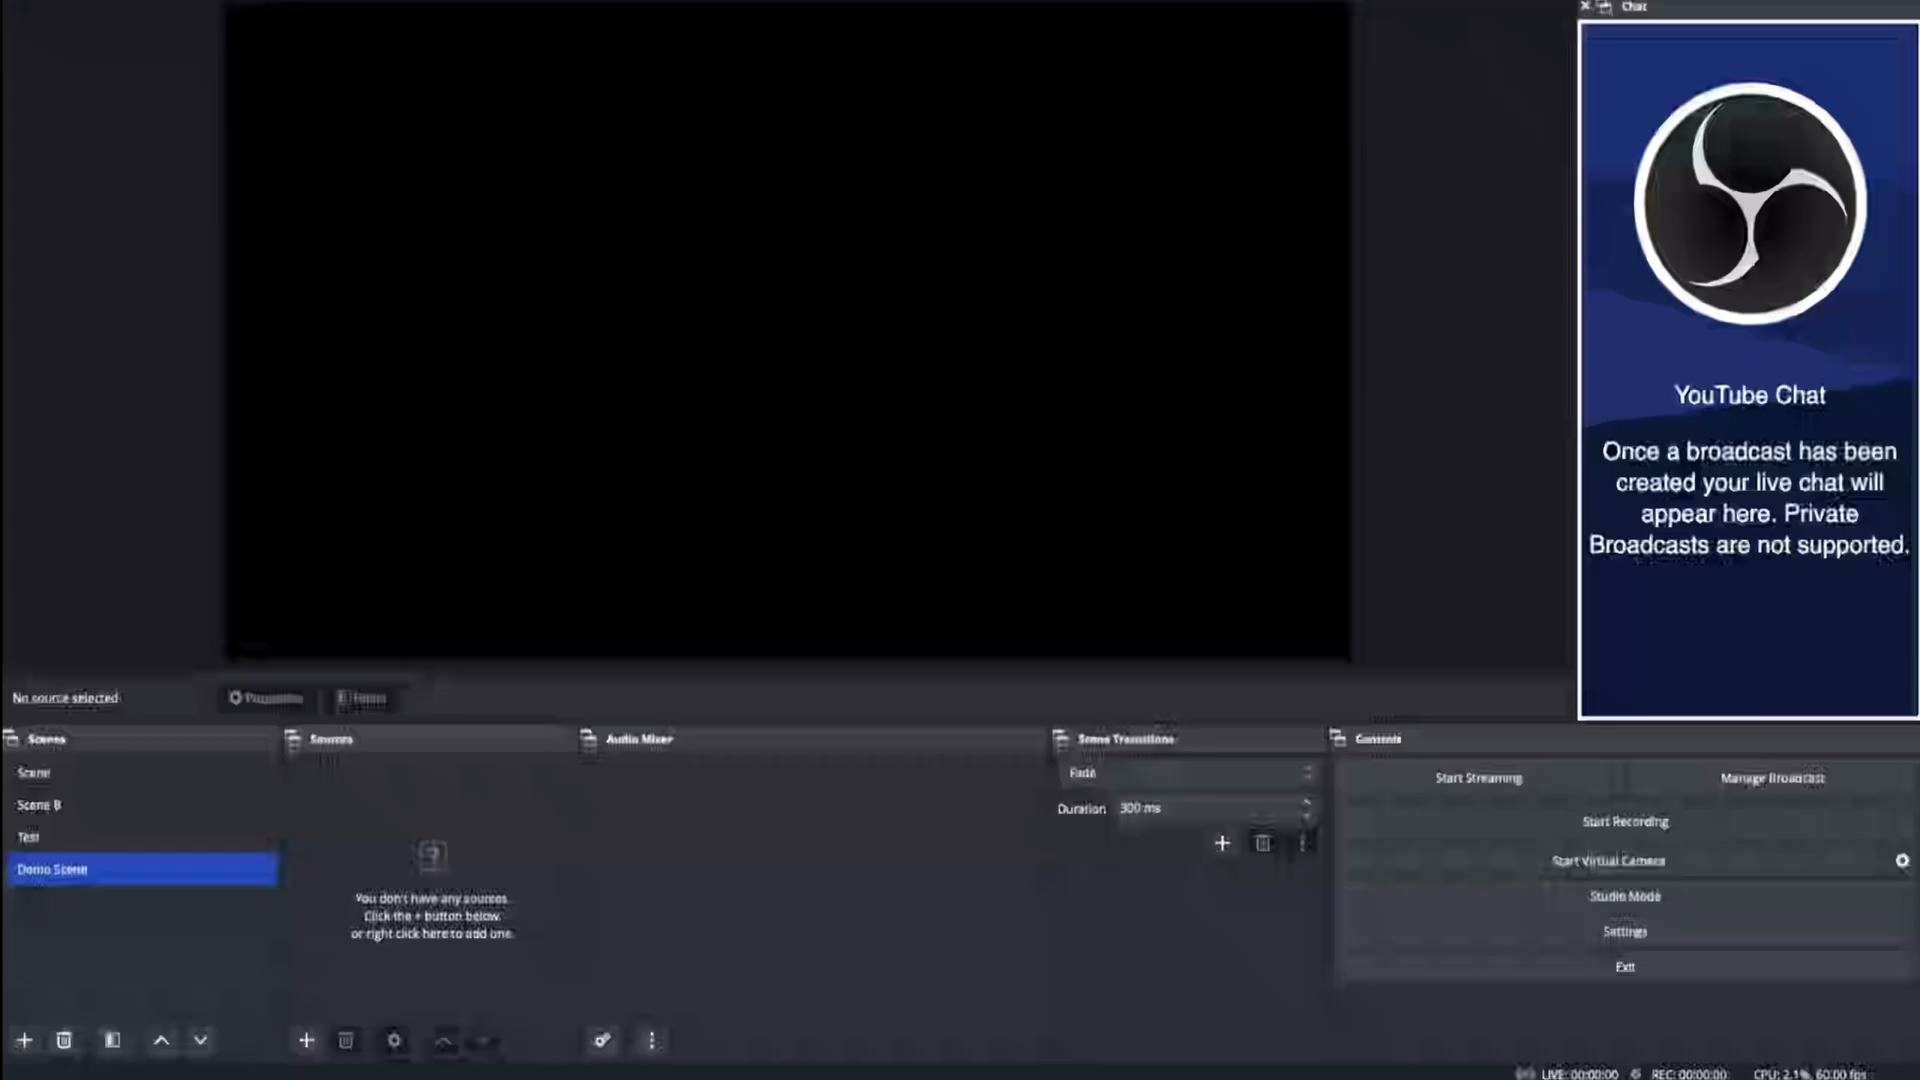 Chat
YouTube Chat
Once a broadcast has been
created your live chat will
appear here. Private
Broadcasts are not supported.
No source selected
Properties
Filters
Scenes
Sources
Audio Mixer
Scene Transitions
Controls
Scene
Scene B
Test
Demo Scene
You don't have any sources.
Click the + button below,
or right click here to add one.
Fade
Duration 300 ms
Start Streaming
Manage Broadcast
Start Recording
Start Virtual Camera
Studio Mode
Settings
Exit
LIVE: 00:00:00
REC: 00:00:00
CPU: 2.1%, 60.00 fps